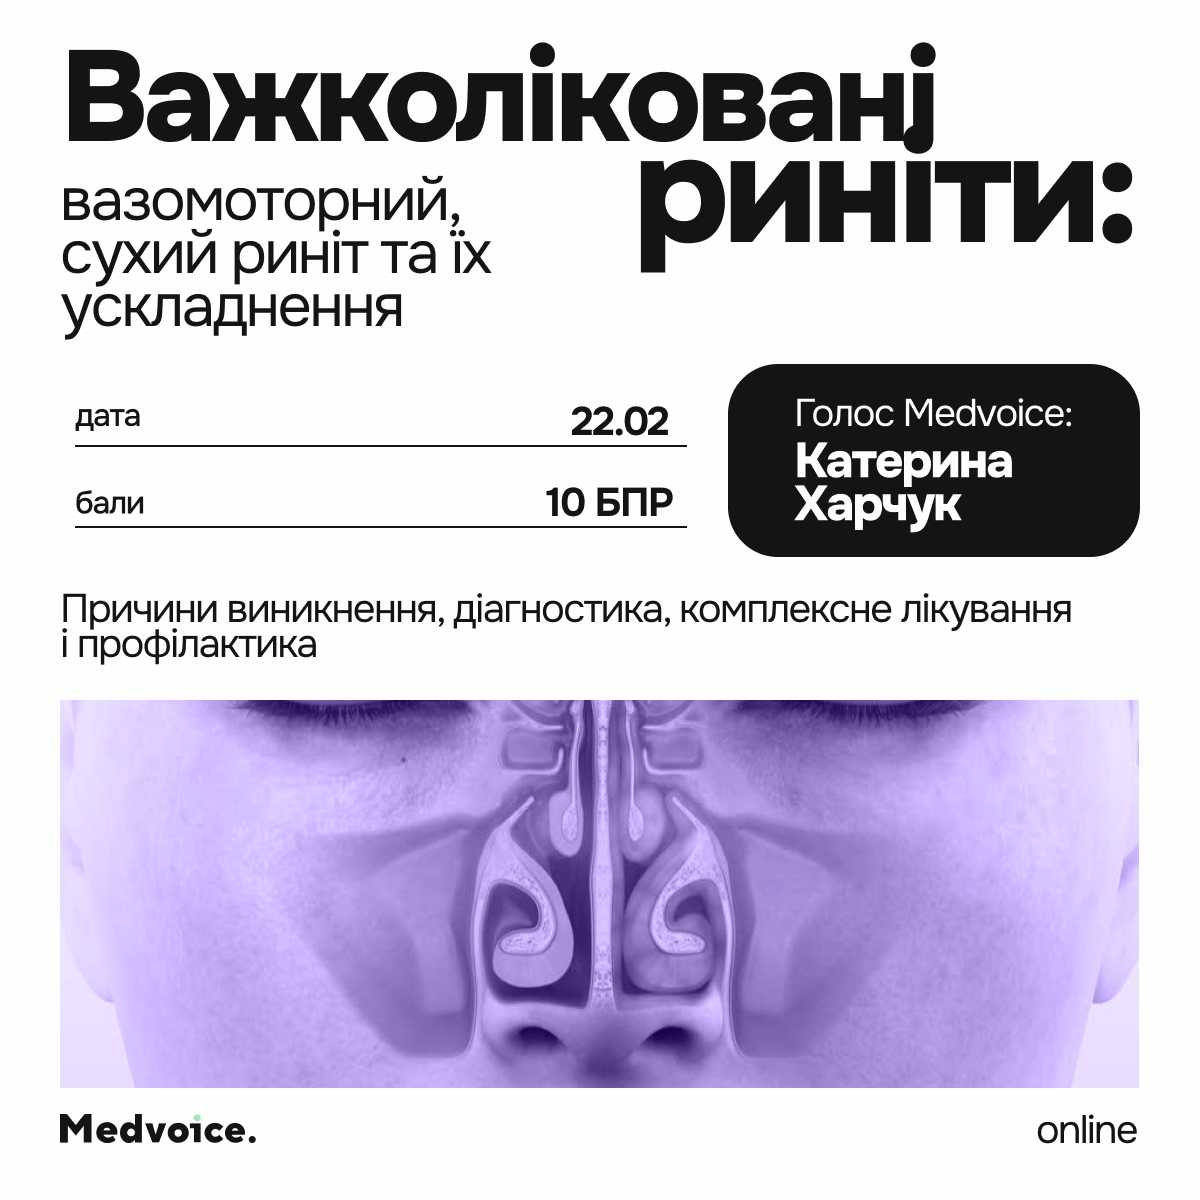 Важколіковані
риніти:
вазомоторний,
сухий риніт та їх
ускладнення
дата 22.02
бали 10 БПР
Голос Medvoice:
Катерина
Харчук
Причини виникнення, діагностика, комплексне лікування
і профілактика
Medvoice.
online